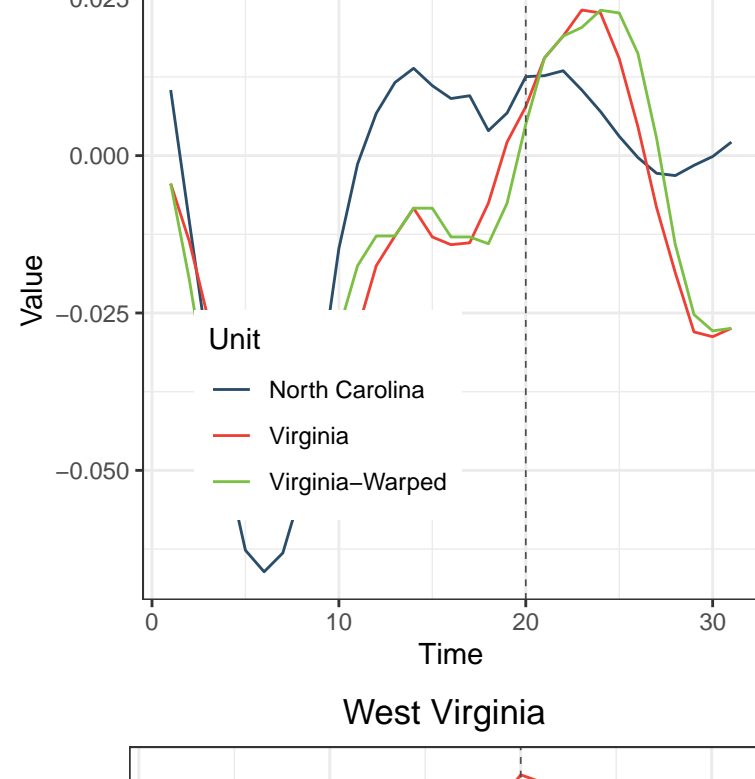 0.025
0.000
Value
−0.025
Unit
North Carolina
Virginia
Virginia−Warped
−0.050
0 10 20 30
Time
West Virginia